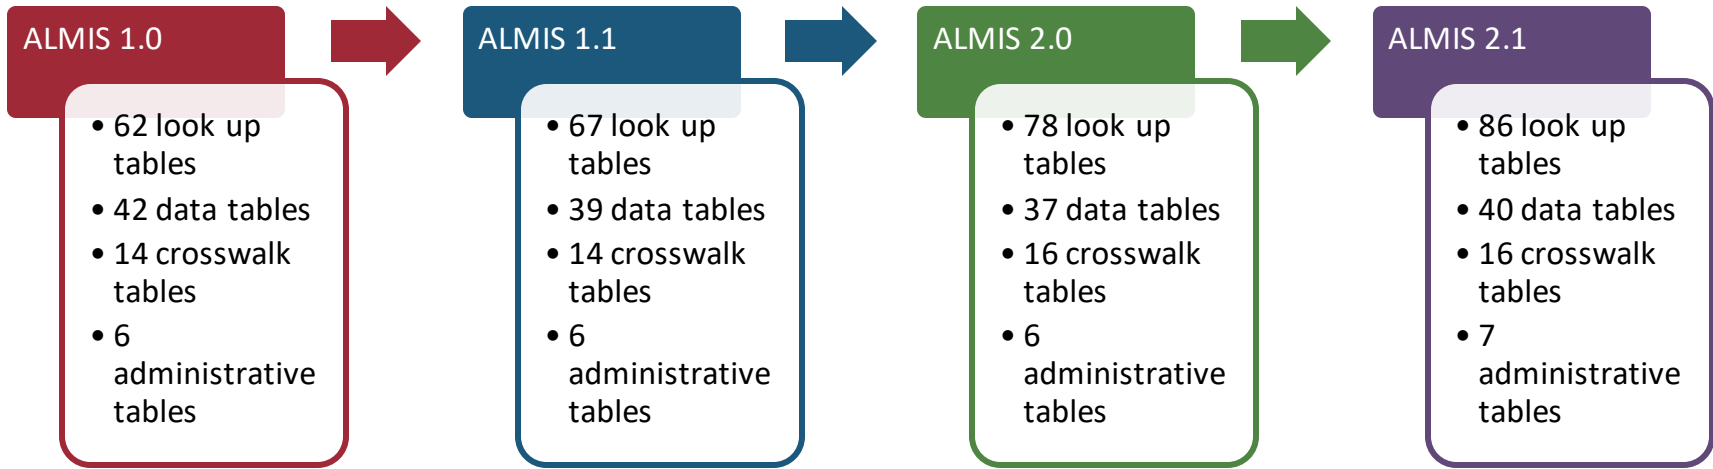 ALMIS 1.0
• 62 look up
tables
• 42 data tables
• 14 crosswalk
tables
• 6
administrative
tables
ALMIS 1.1
• 67 look up
tables
• 39 data tables
• 14 crosswalk
tables
• 6
administrative
tables
ALMIS 2.0
• 78 look up
tables
• 37 data tables
• 16 crosswalk
tables
• 6
administrative
tables
ALMIS 2.1
• 86 look up
tables
• 40 data tables
• 16 crosswalk
tables
• 7
administrative
tables